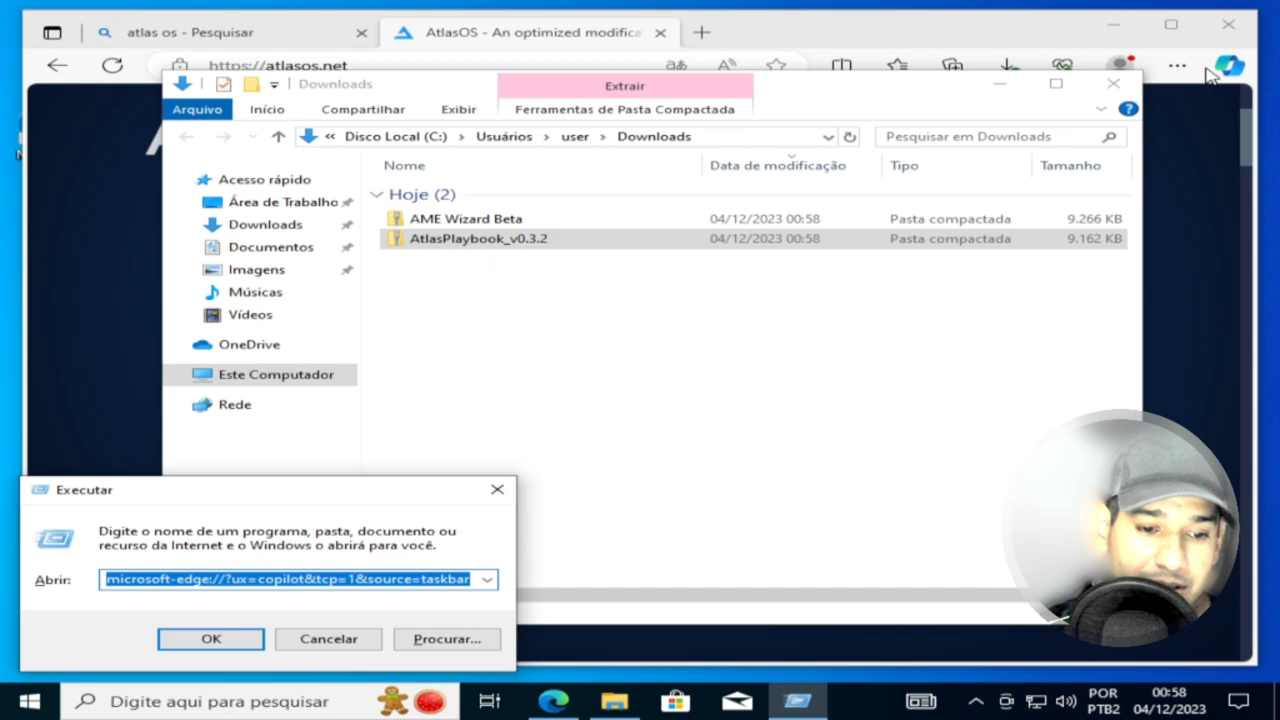 atlas os - Pesquisar
AtlasOS - An optimized modifica
https://atlasos.net
Downloads
Extrair
Arquivo
Início
Compartilhar
Exibir
Ferramentas de Pasta Compactada
« Disco Local (C:) › Usuários › user › Downloads
Pesquisar em Downloads
Nome
Data de modificação
Tipo
Tamanho
Acesso rápido
Área de Trabalho
Downloads
Documentos
Imagens
Músicas
Vídeos
OneDrive
Este Computador
Rede
Hoje (2)
AME Wizard Beta 04/12/2023 00:58 Pasta compactada 9.266 KB
AtlasPlaybook_v0.3.2 04/12/2023 00:58 Pasta compactada 9.162 KB
Executar
Digite o nome de um programa, pasta, documento ou
recurso da Internet e o Windows o abrirá para você.
Abrir: microsoft-edge://?ux=copilot&tcp=1&source=taskbar
OK
Cancelar
Procurar...
Digite aqui para pesquisar
POR
PTB2
00:58
04/12/2023